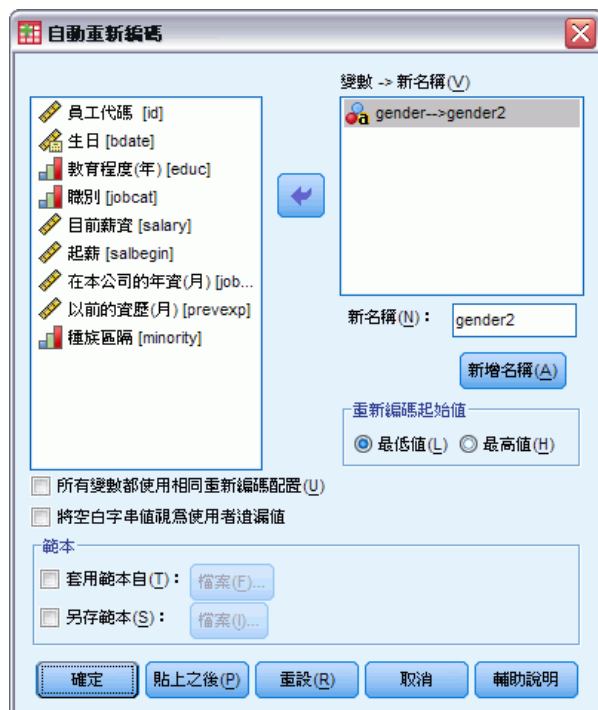 自動重新編碼
變數 -> 新名稱(V)
員工代碼 [id]
生日 [bdate]
教育程度(年) [educ]
職別 [jobcat]
目前薪資 [salary]
起薪 [salbegin]
在本公司的年資(月) [job...
以前的資歷(月) [prevexp]
種族區隔 [minority]
gender-->gender2
新名稱(N)：
gender2
新增名稱(A)
重新編碼起始值
最低值(L)
最高值(H)
所有變數都使用相同重新編碼配置(U)
將空白字串值視為使用者遺漏值
範本
套用範本自(T)：
檔案(F)...
另存範本(S)：
檔案(I)...
確定
貼上之後(P)
重設(R)
取消
輔助說明